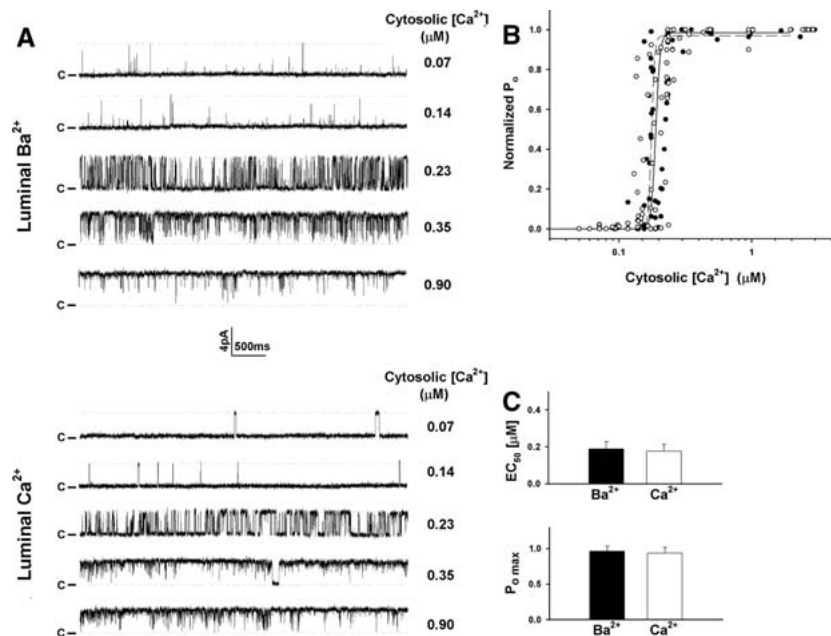 A
Cytosolic [Ca2+]
(µM)
Luminal Ba2+
C
0.07
C
0.14
C
0.23
C
0.35
C
0.90
4pA
500ms
Cytosolic [Ca2+]
(µM)
Luminal Ca2+
C
0.07
C
0.14
C
0.23
C
0.35
C
0.90
B
Normalized Po
1.0
0.8
0.6
0.4
0.2
0.0
0.1
1
Cytosolic [Ca2+] (µM)
C
EC50 [µM]
0.4
0.2
0.0
Ba2+
Ca2+
Po max
1.0
0.5
0.0
Ba2+
Ca2+